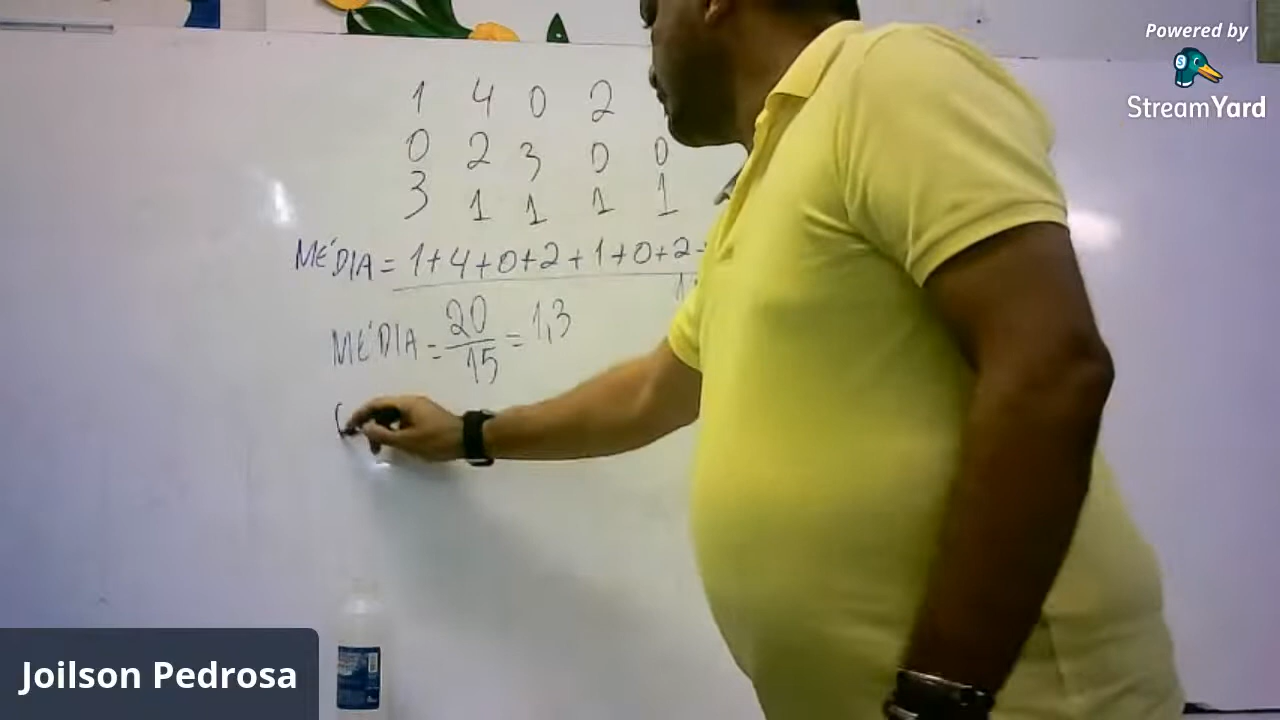 Powered by
StreamYard
1 4 0 2
0 2 3 0 0
3 1 1 1 1
MÉDIA = 1+4+0+2+1+0+2
MÉDIA = 20/15 = 1,3
Joilson Pedrosa